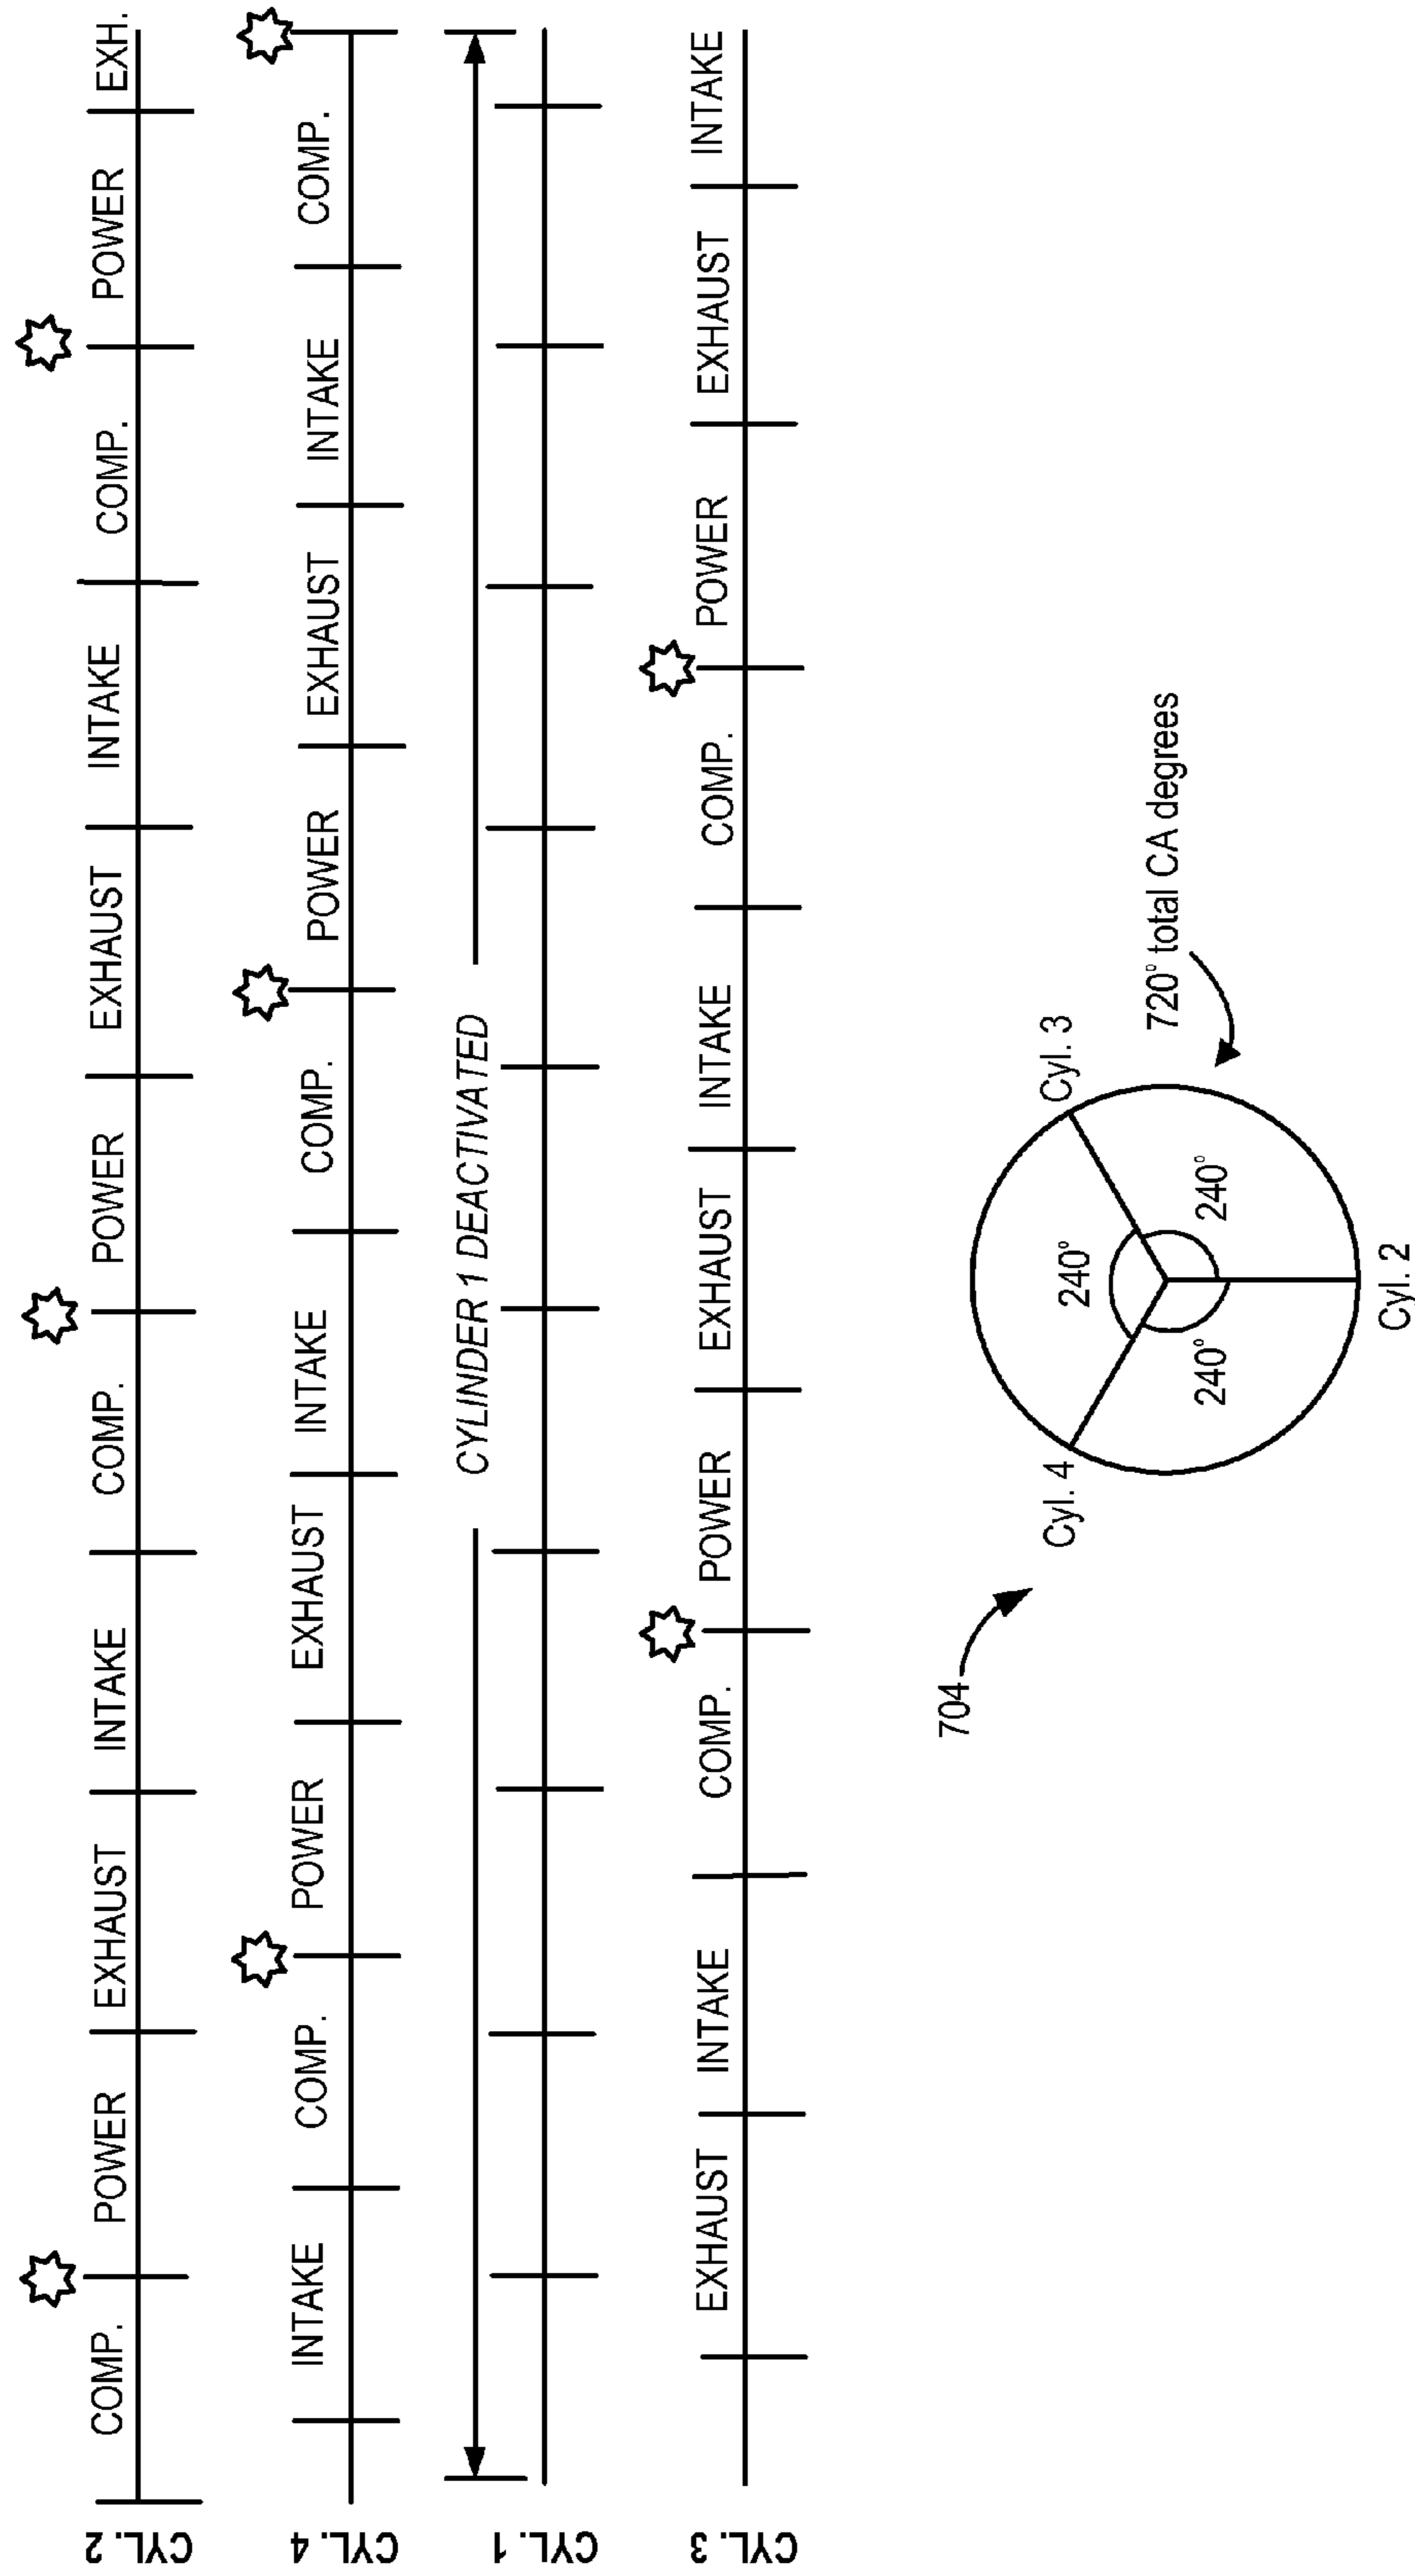 CYL. 2
COMP. POWER EXHAUST INTAKE COMP. POWER EXHAUST INTAKE COMP. POWER EXH.
CYL. 4
INTAKE COMP. POWER EXHAUST INTAKE COMP. POWER EXHAUST INTAKE COMP.
CYL. 1
CYLINDER 1 DEACTIVATED
CYL. 3
EXHAUST INTAKE COMP. POWER EXHAUST INTAKE COMP. POWER EXHAUST INTAKE
704
Cyl. 4
Cyl. 3
240°
240°
240°
Cyl. 2
720° total CA degrees